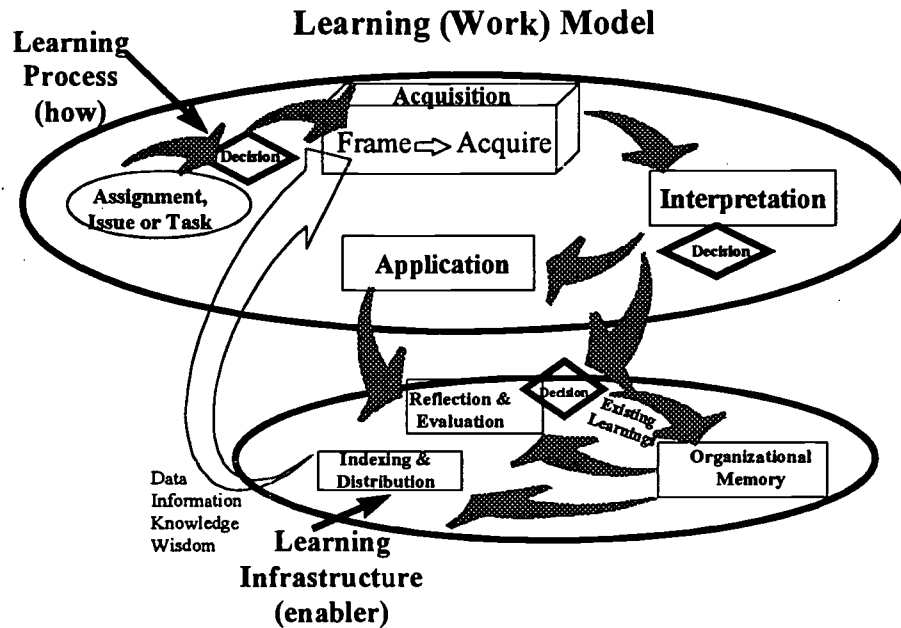 Learning (Work) Model
Learning
Process
(how)
Acquisition
Frame ⇨ Acquire
Decision
Assignment,
Issue or Task
Interpretation
Decision
Application
Decision
Reflection &
Evaluation
Existing
Learning?
Organizational
Memory
Indexing &
Distribution
Data
Information
Knowledge
Wisdom
Learning
Infrastructure
(enabler)